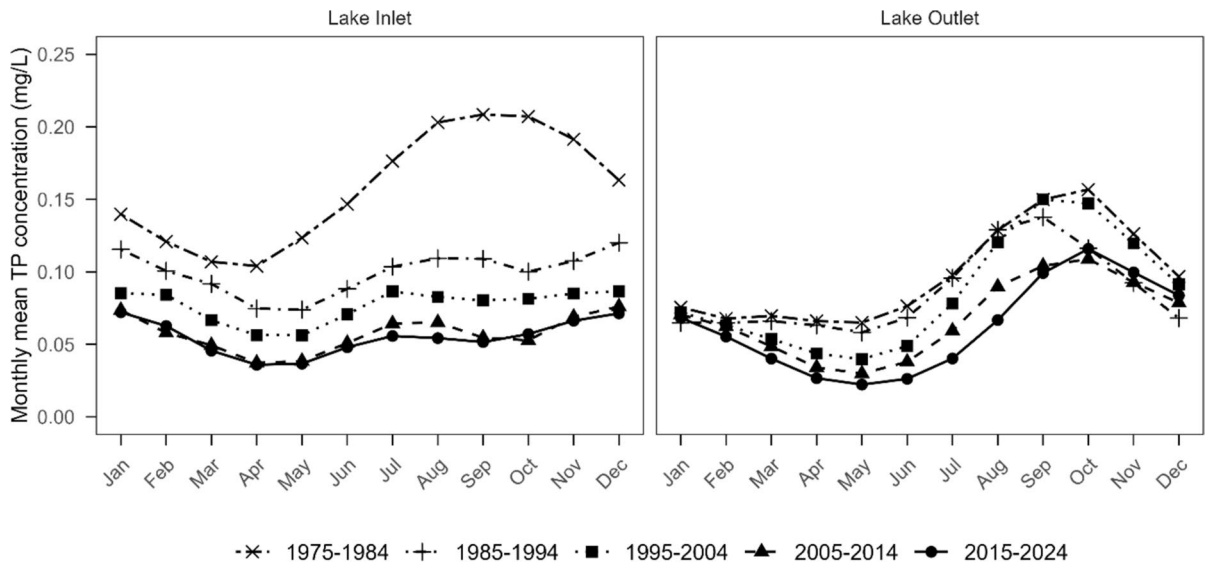 Lake Inlet
Lake Outlet
Monthly mean TP concentration (mg/L)
0.25
0.20
0.15
0.10
0.05
0.00
Jan Feb Mar Apr May Jun Jul Aug Sep Oct Nov Dec
Jan Feb Mar Apr May Jun Jul Aug Sep Oct Nov Dec
1975-1984 1985-1994 1995-2004 2005-2014 2015-2024